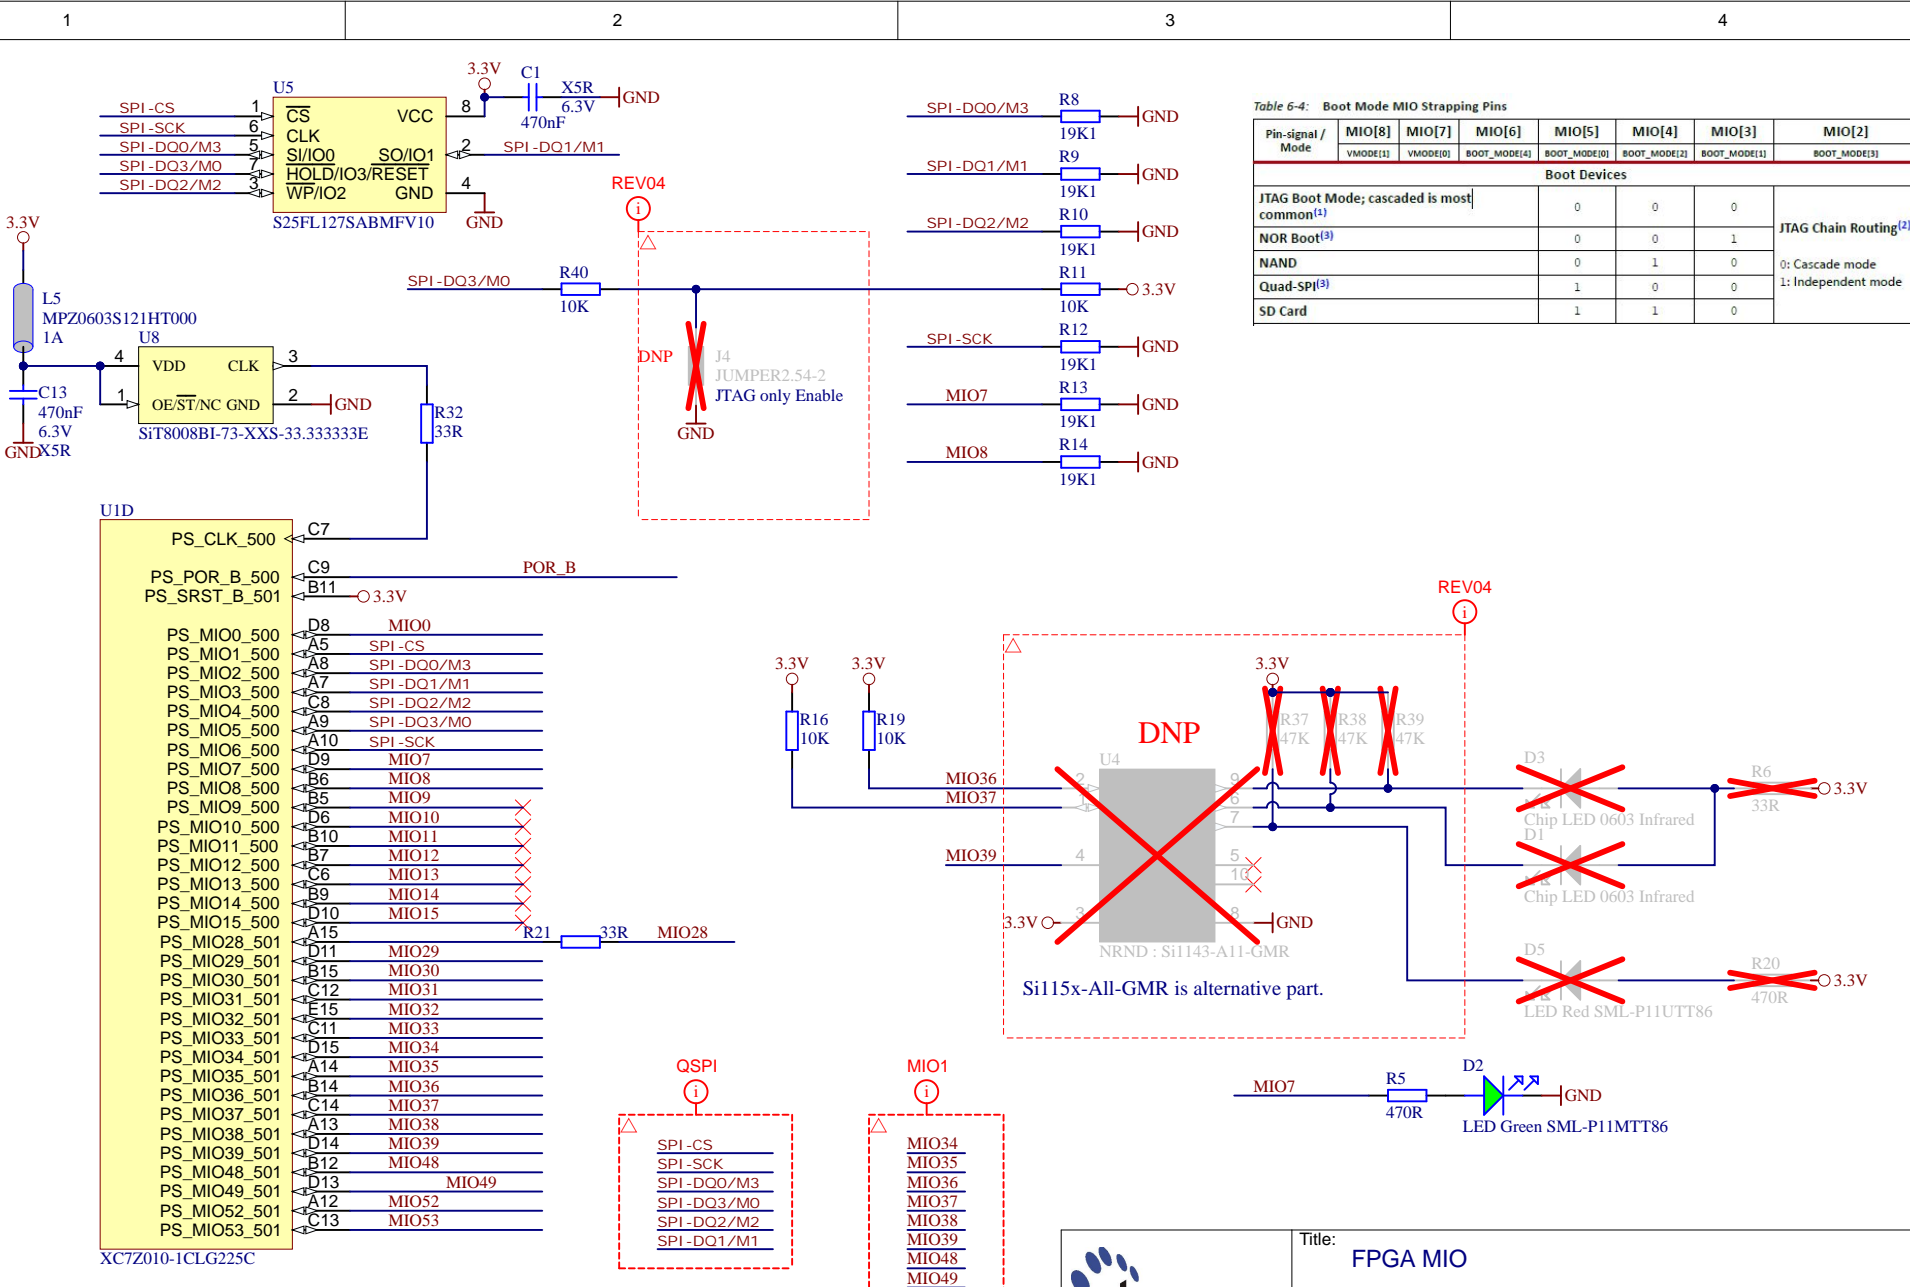 1 2 3 4
3.3V
C1
X5R
6.3V
470nF
GND
U5
SPI-CS 1 CS VCC 8
SPI-SCK 6 CLK
SPI-DQ0/M3 5 SI/IO0 SO/IO1 2 SPI-DQ1/M1
SPI-DQ3/M0 7 HOLD/IO3/RESET
SPI-DQ2/M2 3 WP/IO2 GND 4
S25FL127SABMFV10
GND
3.3V
L5
MPZ0603S121HT000
1A
U8
4 VDD CLK 3
1 OE/ST/NC GND 2 GND
SiT8008BI-73-XXS-33.333333E
C13
470nF
6.3V
X5R
GND
R32
33R
REV04
i
SPI-DQ3/M0 R40
10K
DNP
J4
JUMPER2.54-2
JTAG only Enable
GND
SPI-DQ0/M3 R8 GND
19K1
SPI-DQ1/M1 R9 GND
19K1
SPI-DQ2/M2 R10 GND
19K1
R11 3.3V
10K
SPI-SCK R12 GND
19K1
MIO7 R13 GND
19K1
MIO8 R14 GND
19K1
Table 6-4: Boot Mode MIO Strapping Pins
Pin-signal / Mode MIO[8] MIO[7] MIO[6] MIO[5] MIO[4] MIO[3] MIO[2]
VMODE[1] VMODE[0] BOOT_MODE[4] BOOT_MODE[0] BOOT_MODE[2] BOOT_MODE[1] BOOT_MODE[3]
Boot Devices
JTAG Boot Mode; cascaded is most
common(1) 0 0 0
NOR Boot(3) 0 0 1
NAND 0 1 0
Quad-SPI(3) 1 0 0
SD Card 1 1 0
JTAG Chain Routing(2)
0: Cascade mode
1: Independent mode
U1D
PS_CLK_500 C7
PS_POR_B_500 C9 POR_B
PS_SRST_B_501 B11 3.3V
PS_MIO0_500 D8 MIO0
PS_MIO1_500 A5 SPI-CS
PS_MIO2_500 A8 SPI-DQ0/M3
PS_MIO3_500 A7 SPI-DQ1/M1
PS_MIO4_500 C8 SPI-DQ2/M2
PS_MIO5_500 A9 SPI-DQ3/M0
PS_MIO6_500 A10 SPI-SCK
PS_MIO7_500 D9 MIO7
PS_MIO8_500 B6 MIO8
PS_MIO9_500 B5 MIO9
PS_MIO10_500 D6 MIO10
PS_MIO11_500 B10 MIO11
PS_MIO12_500 B7 MIO12
PS_MIO13_500 C6 MIO13
PS_MIO14_500 B9 MIO14
PS_MIO15_500 D10 MIO15
PS_MIO28_501 A15 R21 33R MIO28
PS_MIO29_501 D11 MIO29
PS_MIO30_501 B15 MIO30
PS_MIO31_501 C12 MIO31
PS_MIO32_501 E15 MIO32
PS_MIO33_501 C11 MIO33
PS_MIO34_501 D15 MIO34
PS_MIO35_501 A14 MIO35
PS_MIO36_501 B14 MIO36
PS_MIO37_501 C14 MIO37
PS_MIO38_501 A13 MIO38
PS_MIO39_501 D14 MIO39
PS_MIO48_501 B12 MIO48
PS_MIO49_501 D13 MIO49
PS_MIO52_501 A12 MIO52
PS_MIO53_501 C13 MIO53
XC7Z010-1CLG225C
3.3V 3.3V
R16
10K
R19
10K
REV04
i
3.3V
R37
47K
R38
47K
R39
47K
DNP
U4
MIO36 2 9
MIO37 6
7
MIO39 4 5
10
3.3V 3 8 GND
NRND : Si1143-A11-GMR
Si115x-All-GMR is alternative part.
D3
Chip LED 0603 Infrared
R6
33R
3.3V
D1
Chip LED 0603 Infrared
D5
LED Red SML-P11UTT86
R20
470R
3.3V
MIO7 R5
470R
D2
GND
LED Green SML-P11MTT86
QSPI
i
SPI-CS
SPI-SCK
SPI-DQ0/M3
SPI-DQ3/M0
SPI-DQ2/M2
SPI-DQ1/M1
MIO1
i
MIO34
MIO35
MIO36
MIO37
MIO38
MIO39
MIO48
MIO49
Title:
FPGA MIO